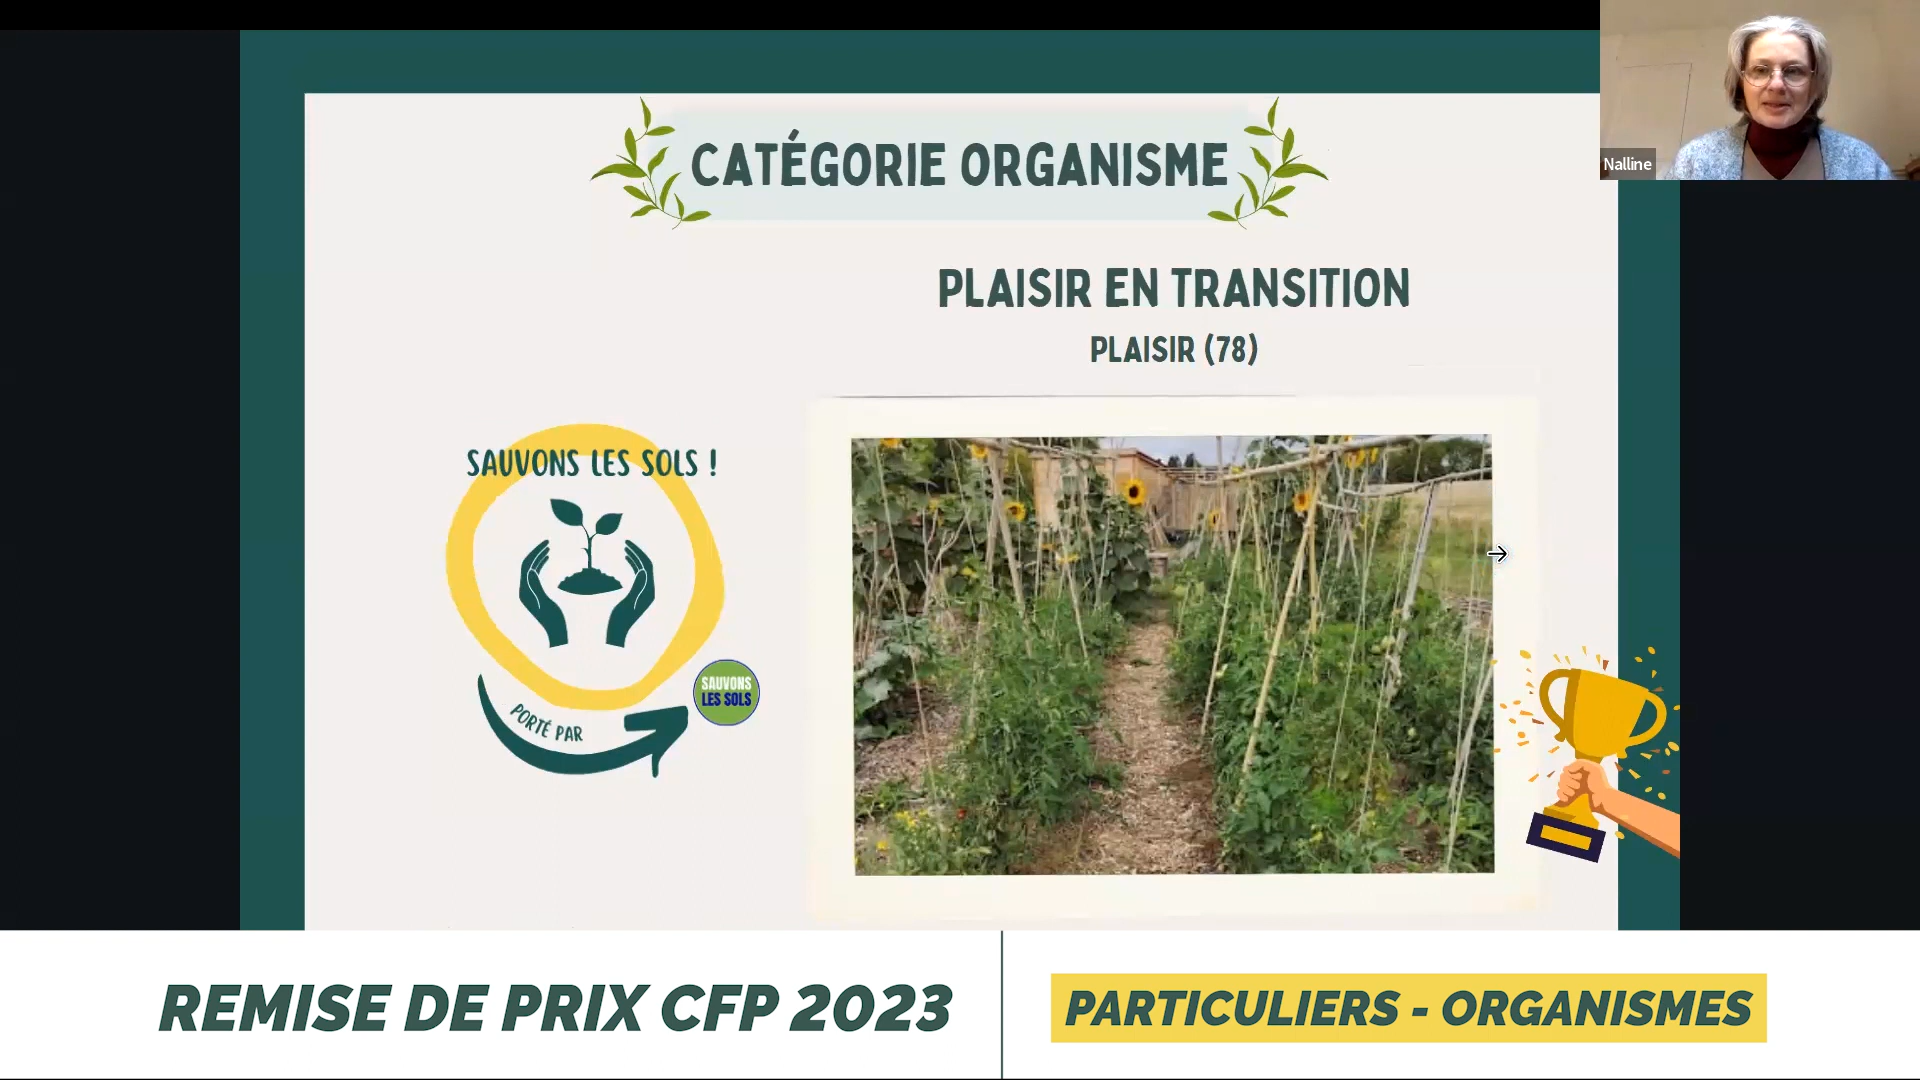 CATÉGORIE ORGANISME
Nalline
PLAISIR EN TRANSITION
PLAISIR (78)
SAUVONS LES SOLS !
PORTÉ PAR
SAUVONS
LES SOLS
REMISE DE PRIX CFP 2023
PARTICULIERS - ORGANISMES